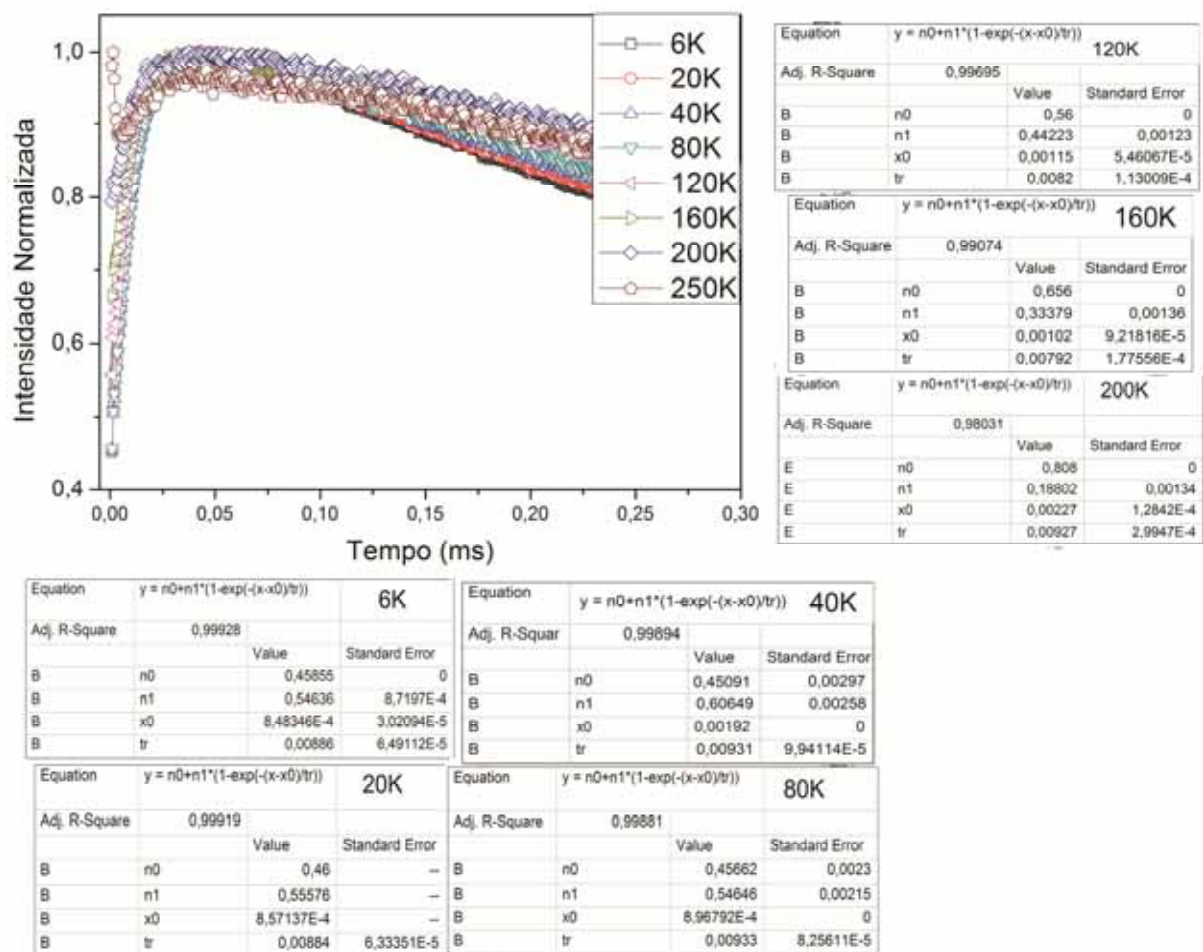 1,0
0,8
0,6
0,4
Intensidade Normalizada
0,00 0,05 0,10 0,15 0,20 0,25 0,30
Tempo (ms)
6K
20K
40K
80K
120K
160K
200K
250K
Equation y = n0+n1*(1-exp(-(x-x0)/tr)) 120K
Adj. R-Square 0,99695
Value Standard Error
B n0 0,56 0
B n1 0,44223 0,00123
B x0 0,00115 5,46067E-5
B tr 0,0082 1,13009E-4
Equation y = n0+n1*(1-exp(-(x-x0)/tr)) 160K
Adj. R-Square 0,99074
Value Standard Error
B n0 0,656 0
B n1 0,33379 0,00136
B x0 0,00102 9,21816E-5
B tr 0,00792 1,77556E-4
Equation y = n0+n1*(1-exp(-(x-x0)/tr)) 200K
Adj. R-Square 0,98031
Value Standard Error
E n0 0,808 0
E n1 0,18802 0,00134
E x0 0,00227 1,2842E-4
E tr 0,00927 2,9947E-4
Equation y = n0+n1*(1-exp(-(x-x0)/tr)) 6K
Adj. R-Square 0,99928
Value Standard Error
B n0 0,45855 0
B n1 0,54636 8,7197E-4
B x0 8,48346E-4 3,02094E-5
B tr 0,00886 6,49112E-5
Equation y = n0+n1*(1-exp(-(x-x0)/tr)) 40K
Adj. R-Squar 0,99894
Value Standard Error
B n0 0,45091 0,00297
B n1 0,60649 0,00258
B x0 0,00192 0
B tr 0,00931 9,94114E-5
Equation y = n0+n1*(1-exp(-(x-x0)/tr)) 20K
Adj. R-Square 0,99919
Value Standard Error
B n0 0,46 --
B n1 0,55576 --
B x0 8,57137E-4 --
B tr 0,00884 6,33351E-5
Equation y = n0+n1*(1-exp(-(x-x0)/tr)) 80K
Adj. R-Square 0,99881
Value Standard Error
B n0 0,45662 0,0023
B n1 0,54646 0,00215
B x0 8,96792E-4 0
B tr 0,00933 8,25611E-5